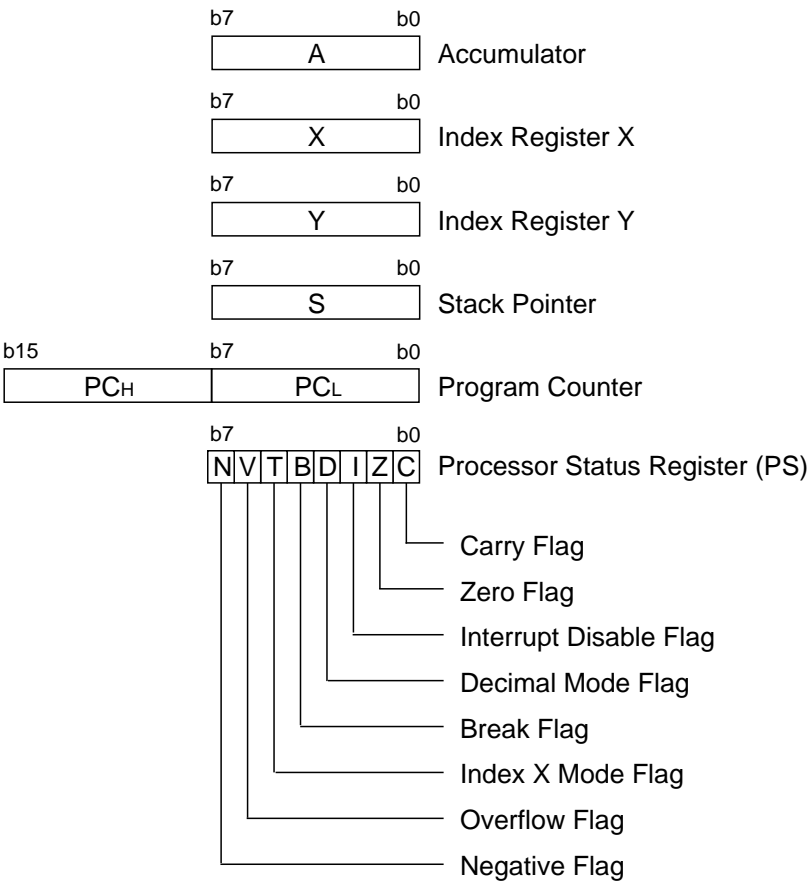 b7 b0
A Accumulator
b7 b0
X Index Register X
b7 b0
Y Index Register Y
b7 b0
S Stack Pointer
b15 b7 b0
PCH PCL Program Counter
b7 b0
N V T B D I Z C Processor Status Register (PS)
Carry Flag
Zero Flag
Interrupt Disable Flag
Decimal Mode Flag
Break Flag
Index X Mode Flag
Overflow Flag
Negative Flag